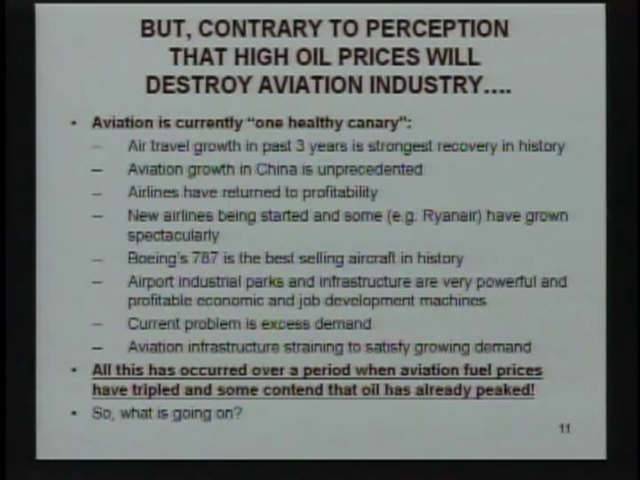 BUT, CONTRARY TO PERCEPTION
THAT HIGH OIL PRICES WILL
DESTROY AVIATION INDUSTRY....
• Aviation is currently "one healthy canary":
– Air travel growth in past 3 years is strongest recovery in history
– Aviation growth in China is unprecedented
– Airlines have returned to profitability
– New airlines being started and some (e.g. Ryanair) have grown
spectacularly
– Boeing's 787 is the best selling aircraft in history
– Airport industrial parks and infrastructure are very powerful and
profitable economic and job development machines
– Current problem is excess demand
– Aviation infrastructure straining to satisfy growing demand
• All this has occurred over a period when aviation fuel prices
have tripled and some contend that oil has already peaked!
• So, what is going on?
11